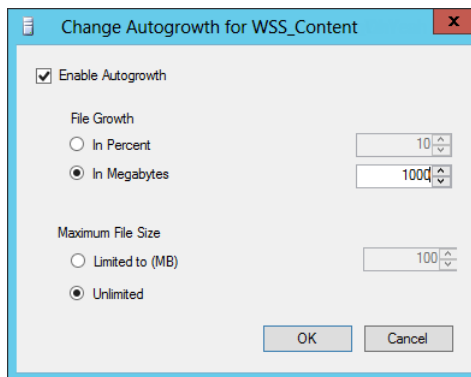 Change Autogrowth for WSS_Content
x
Enable Autogrowth
File Growth
In Percent 10
In Megabytes 1000
Maximum File Size
Limited to (MB) 100
Unlimited
OK Cancel